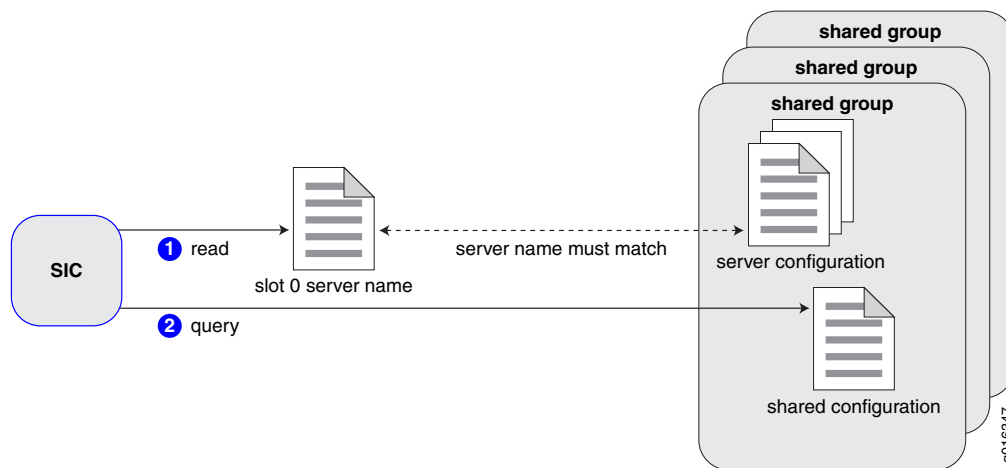 shared group
shared group
shared group
SIC
1 read
slot 0 server name
server name must match
server configuration
2 query
shared configuration
g016347